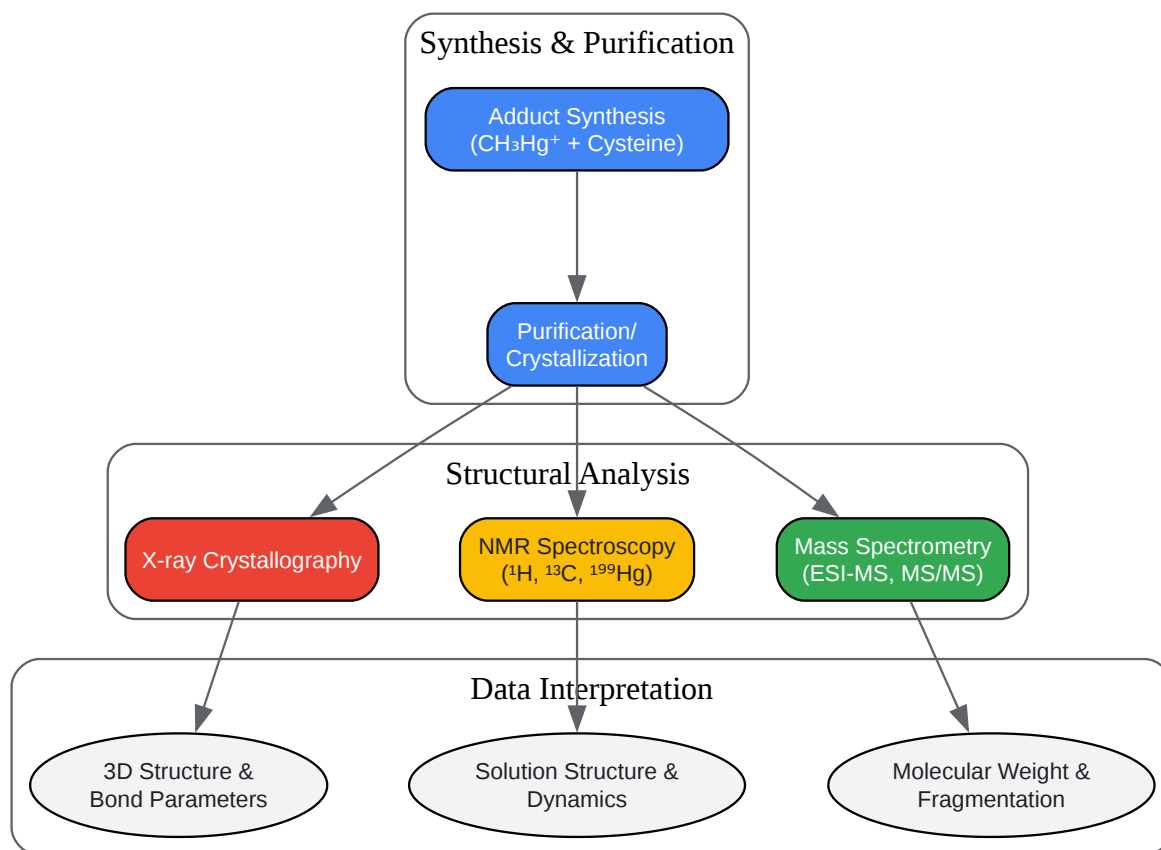 Synthesis & Purification
Adduct Synthesis
(CH₃Hg⁺ + Cysteine)
Purification/
Crystallization
Structural Analysis
X-ray Crystallography
NMR Spectroscopy
(¹H, ¹³C, ¹⁹⁹Hg)
Mass Spectrometry
(ESI-MS, MS/MS)
Data Interpretation
3D Structure &
Bond Parameters
Solution Structure &
Dynamics
Molecular Weight &
Fragmentation